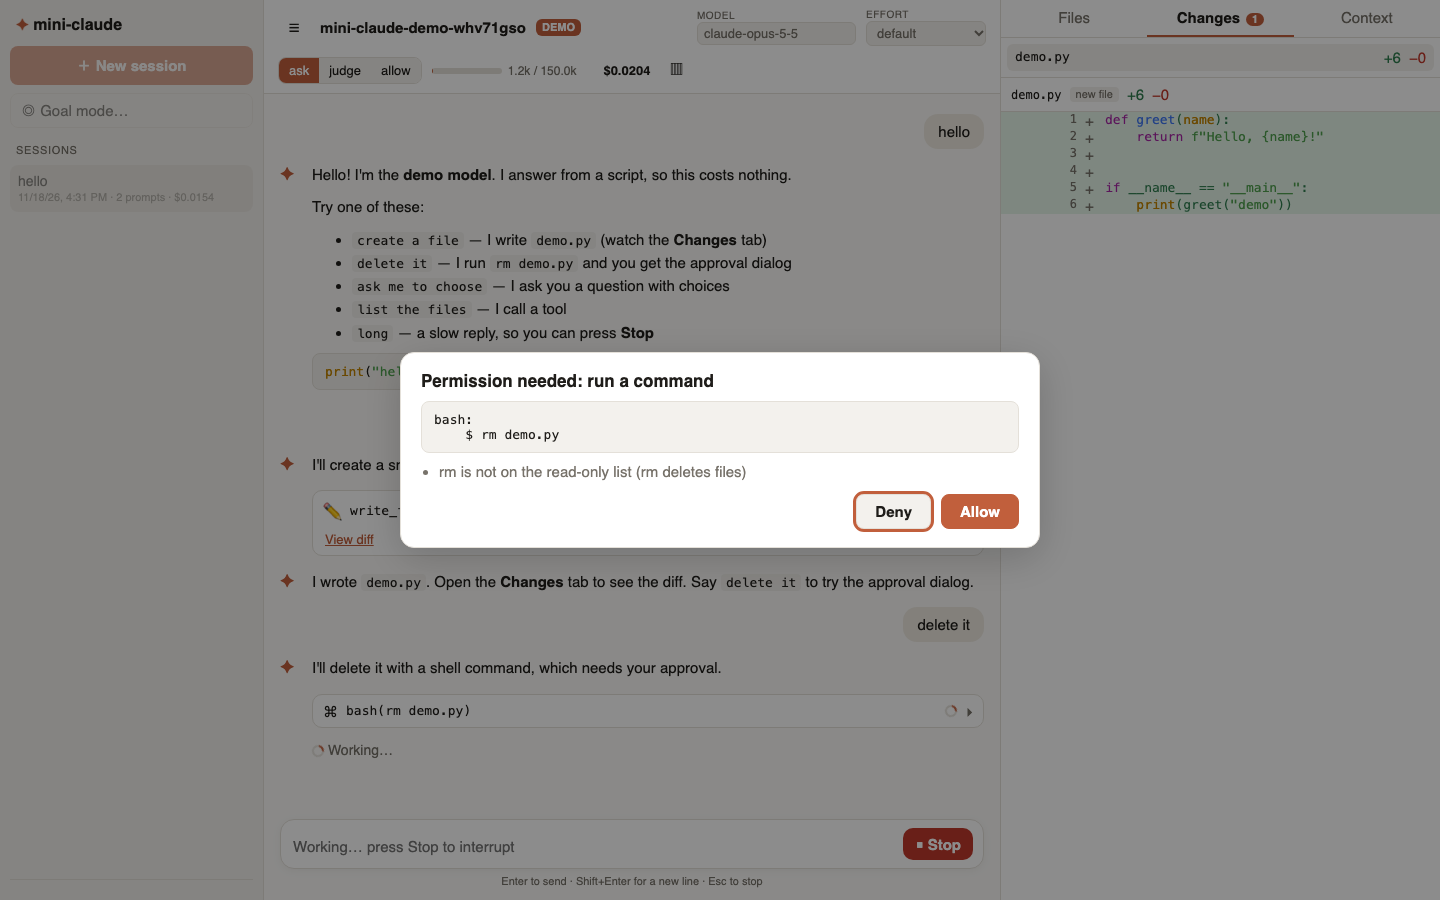 mini-claude
+ New session
Goal mode…
SESSIONS
hello
11/18/26, 4:31 PM · 2 prompts · $0.0154
mini-claude-demo-whv71gso DEMO
MODEL
claude-opus-5-5
EFFORT
default
ask judge allow 1.2k / 150.0k $0.0204
hello
Hello! I'm the demo model. I answer from a script, so this costs nothing.
Try one of these:
• create a file — I write demo.py (watch the Changes tab)
• delete it — I run rm demo.py and you get the approval dialog
• ask me to choose — I ask you a question with choices
• list the files — I call a tool
• long — a slow reply, so you can press Stop
print("hel
I'll create a sm
write_
View diff
I wrote demo.py. Open the Changes tab to see the diff. Say delete it to try the approval dialog.
delete it
I'll delete it with a shell command, which needs your approval.
bash(rm demo.py)
Working…
Working… press Stop to interrupt
Stop
Enter to send · Shift+Enter for a new line · Esc to stop
Permission needed: run a command
bash:
$ rm demo.py
• rm is not on the read-only list (rm deletes files)
Deny Allow
Files Changes 1 Context
demo.py +6 −0
demo.py new file +6 −0
1 + def greet(name):
2 + return f"Hello, {name}!"
3 +
4 +
5 + if __name__ == "__main__":
6 + print(greet("demo"))